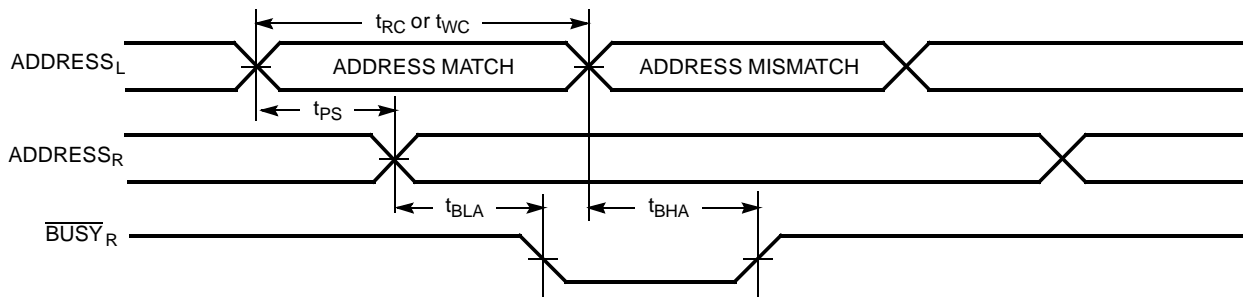 tRC or tWC
ADDRESSL
ADDRESS MATCH
ADDRESS MISMATCH
tPS
ADDRESSR
tBLA
tBHA
BUSYR